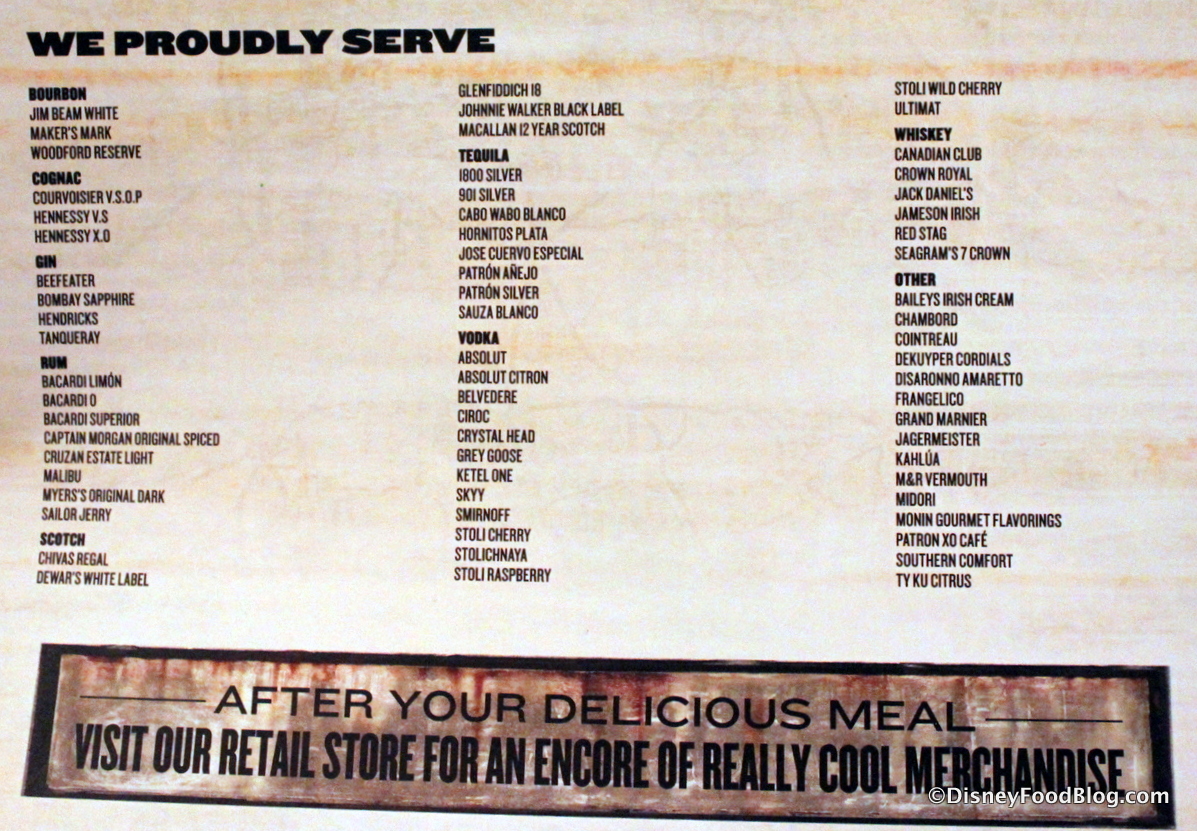 WE PROUDLY SERVE
BOURBON
JIM BEAM WHITE
MAKER'S MARK
WOODFORD RESERVE
COGNAC
COURVOISIER V.S.O.P
HENNESSY V.S
HENNESSY X.O
GIN
BEEFEATER
BOMBAY SAPPHIRE
HENDRICKS
TANQUERAY
RUM
BACARDI LIMÓN
BACARDI O
BACARDI SUPERIOR
CAPTAIN MORGAN ORIGINAL SPICED
CRUZAN ESTATE LIGHT
MALIBU
MYERS'S ORIGINAL DARK
SAILOR JERRY
SCOTCH
CHIVAS REGAL
DEWAR'S WHITE LABEL
GLENFIDDICH 18
JOHNNIE WALKER BLACK LABEL
MACALLAN 12 YEAR SCOTCH
TEQUILA
1800 SILVER
901 SILVER
CABO WABO BLANCO
HORNITOS PLATA
JOSE CUERVO ESPECIAL
PATRÓN AÑEJO
PATRÓN SILVER
SAUZA BLANCO
VODKA
ABSOLUT
ABSOLUT CITRON
BELVEDERE
CIROC
CRYSTAL HEAD
GREY GOOSE
KETEL ONE
SKYY
SMIRNOFF
STOLI CHERRY
STOLICHNAYA
STOLI RASPBERRY
STOLI WILD CHERRY
ULTIMAT
WHISKEY
CANADIAN CLUB
CROWN ROYAL
JACK DANIEL'S
JAMESON IRISH
RED STAG
SEAGRAM'S 7 CROWN
OTHER
BAILEYS IRISH CREAM
CHAMBORD
COINTREAU
DEKUYPER CORDIALS
DISARONNO AMARETTO
FRANGELICO
GRAND MARNIER
JAGERMEISTER
KAHLÚA
M&R VERMOUTH
MIDORI
MONIN GOURMET FLAVORINGS
PATRON XO CAFÉ
SOUTHERN COMFORT
TY KU CITRUS
AFTER YOUR DELICIOUS MEAL
VISIT OUR RETAIL STORE FOR AN ENCORE OF REALLY COOL MERCHANDISE.
©DisneyFoodBlog.com